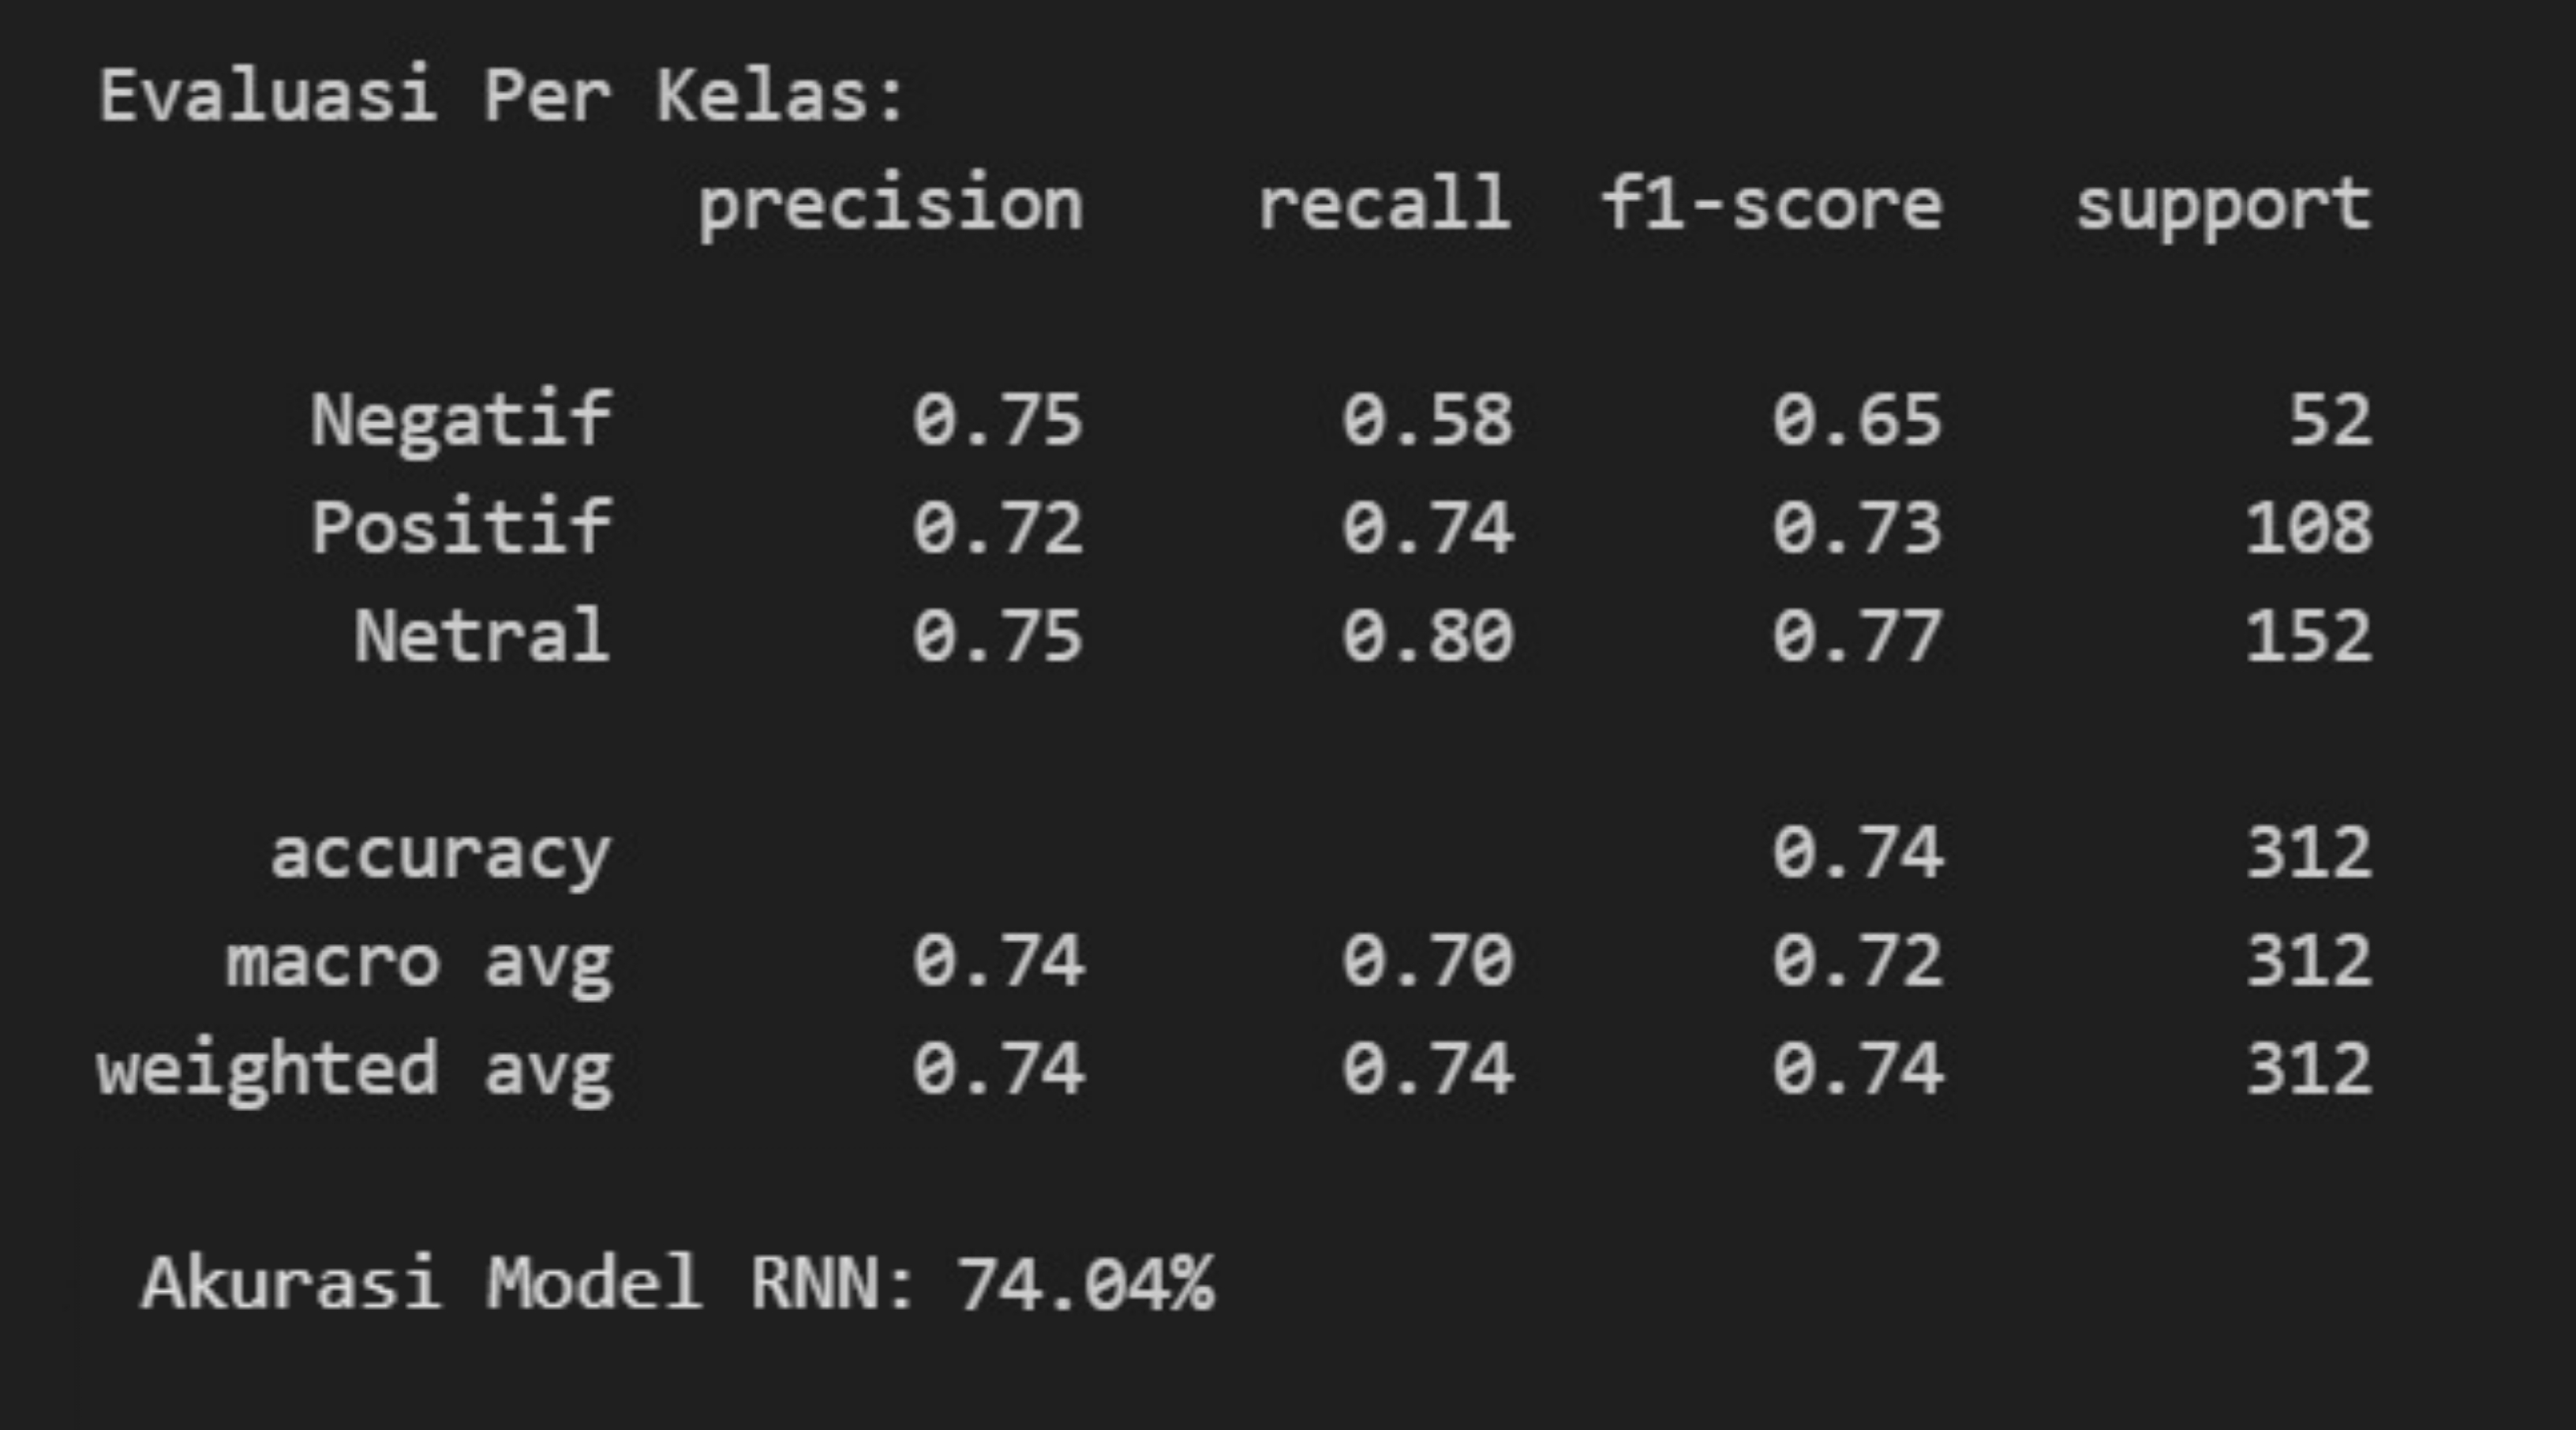 Evaluasi Per Kelas:
precision recall f1-score support
Negatif 0.75 0.58 0.65 52
Positif 0.72 0.74 0.73 108
Netral 0.75 0.80 0.77 152
accuracy 0.74 312
macro avg 0.74 0.70 0.72 312
weighted avg 0.74 0.74 0.74 312
Akurasi Model RNN: 74.04%